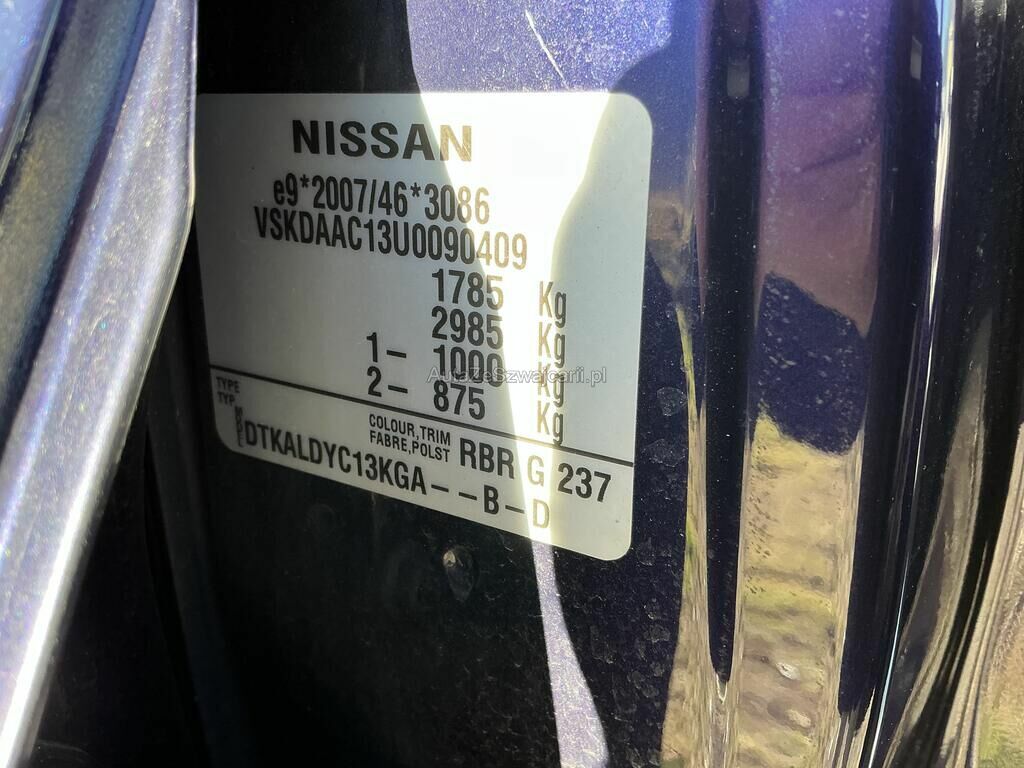 NISSAN
e9*2007/46*3086
VSKDAAC13U0090409
1785 Kg
2985 Kg
1- 1000 Kg
2- 875 Kg
AutoZeSzwajcarii.pl
TYPE
TYP.
COLOUR,TRIM
FABRE,POLST
RBR G 237
MODEL
DTKALDYC13KGA--B-D